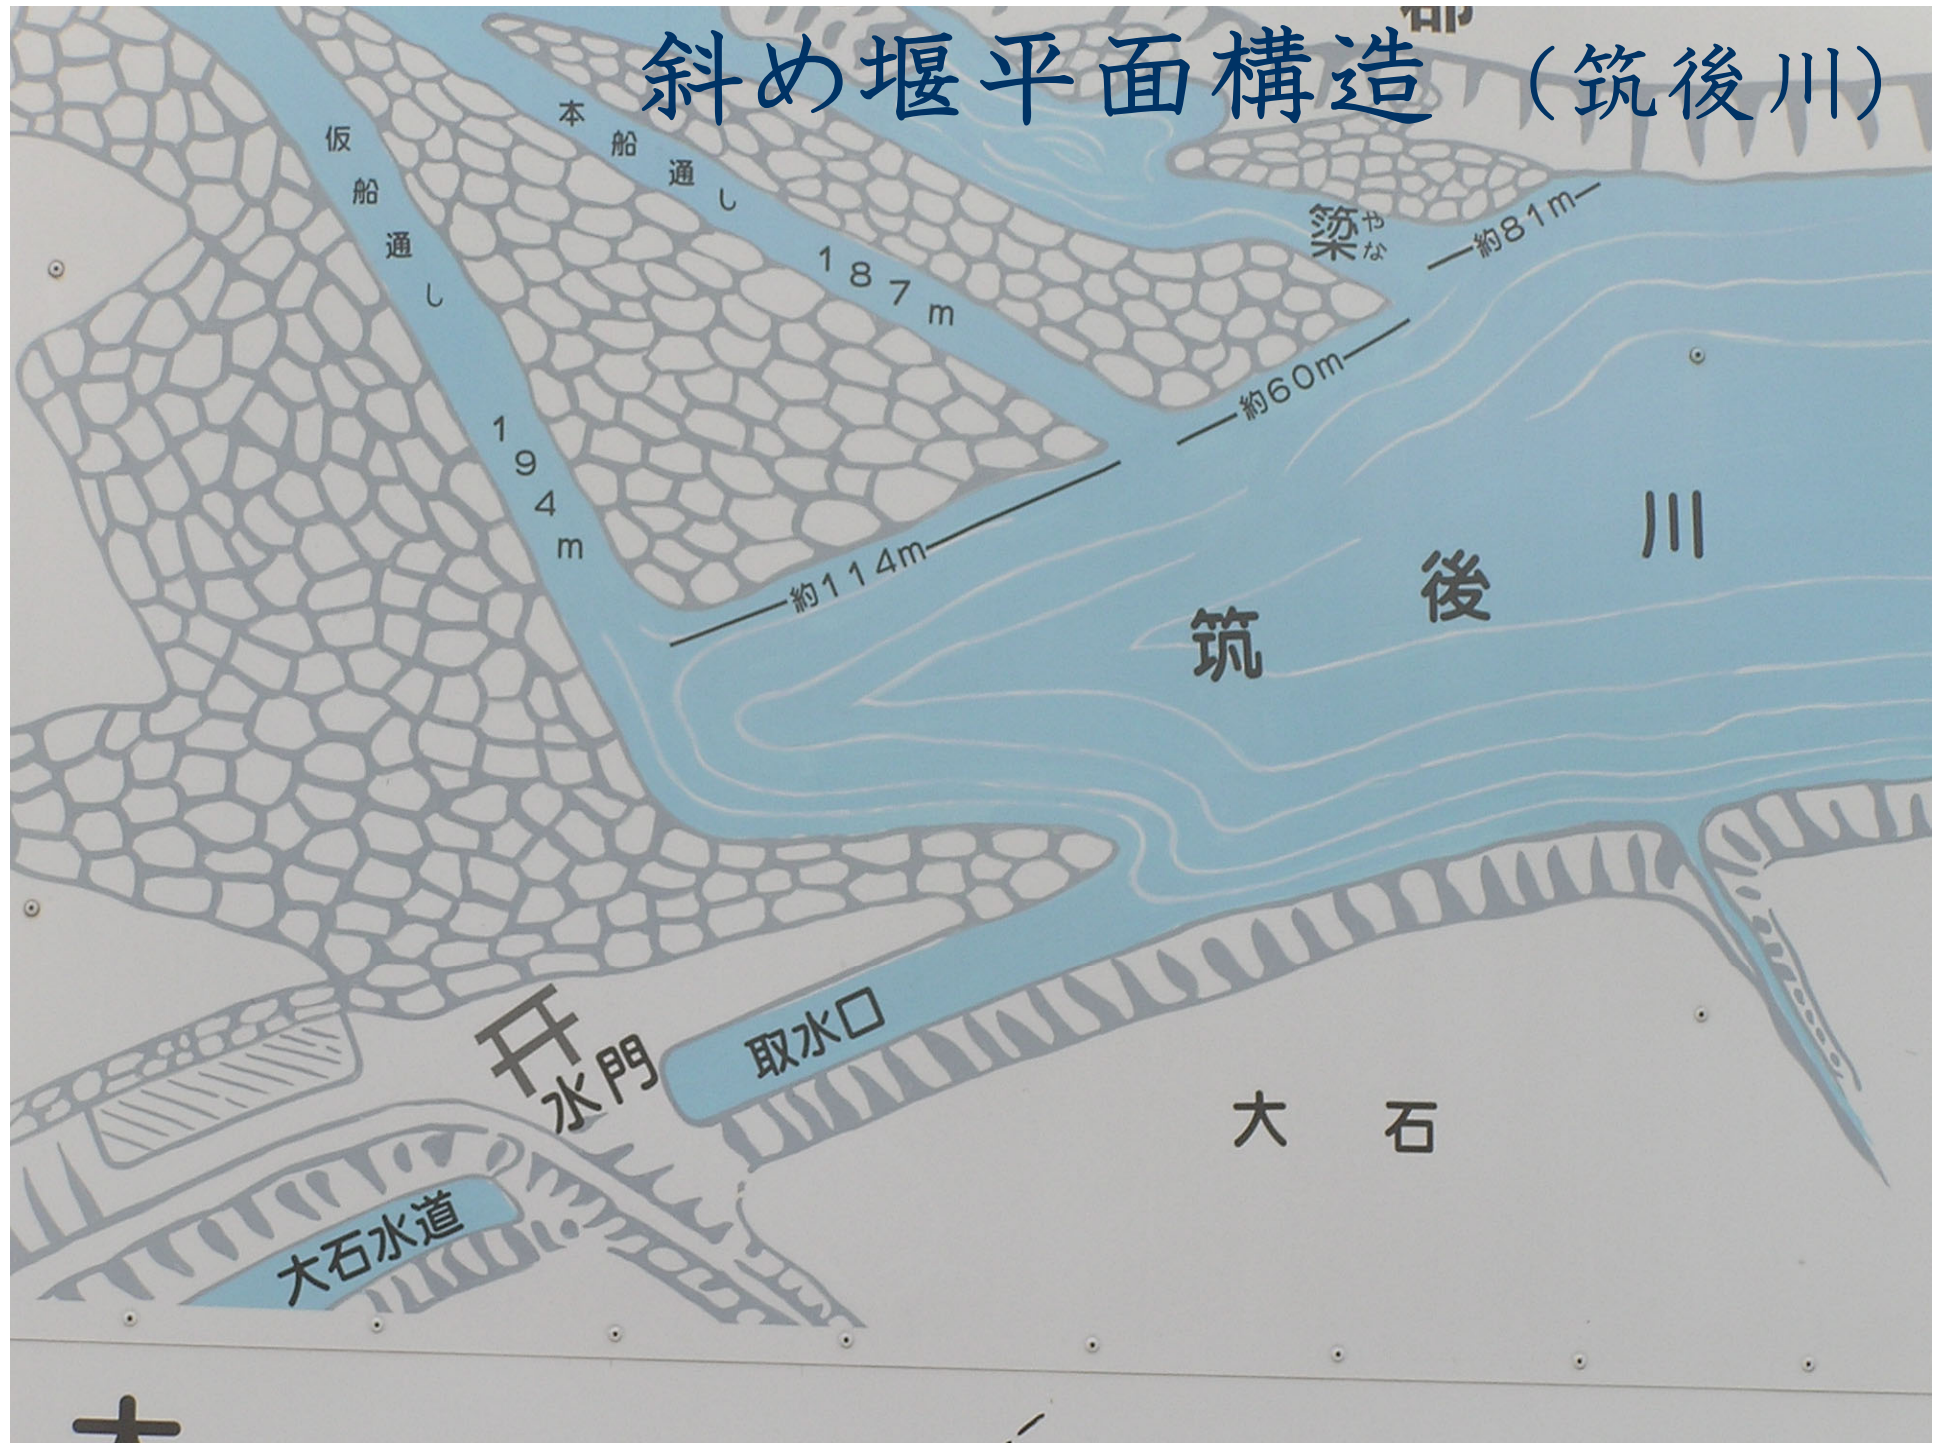 斜め堰平面構造 (筑後川)
仮船通し
194m
本船通し
187m
簗
やな
約81m
約60m
約114m
筑後川
取水口
水門
大石
大石水道
大